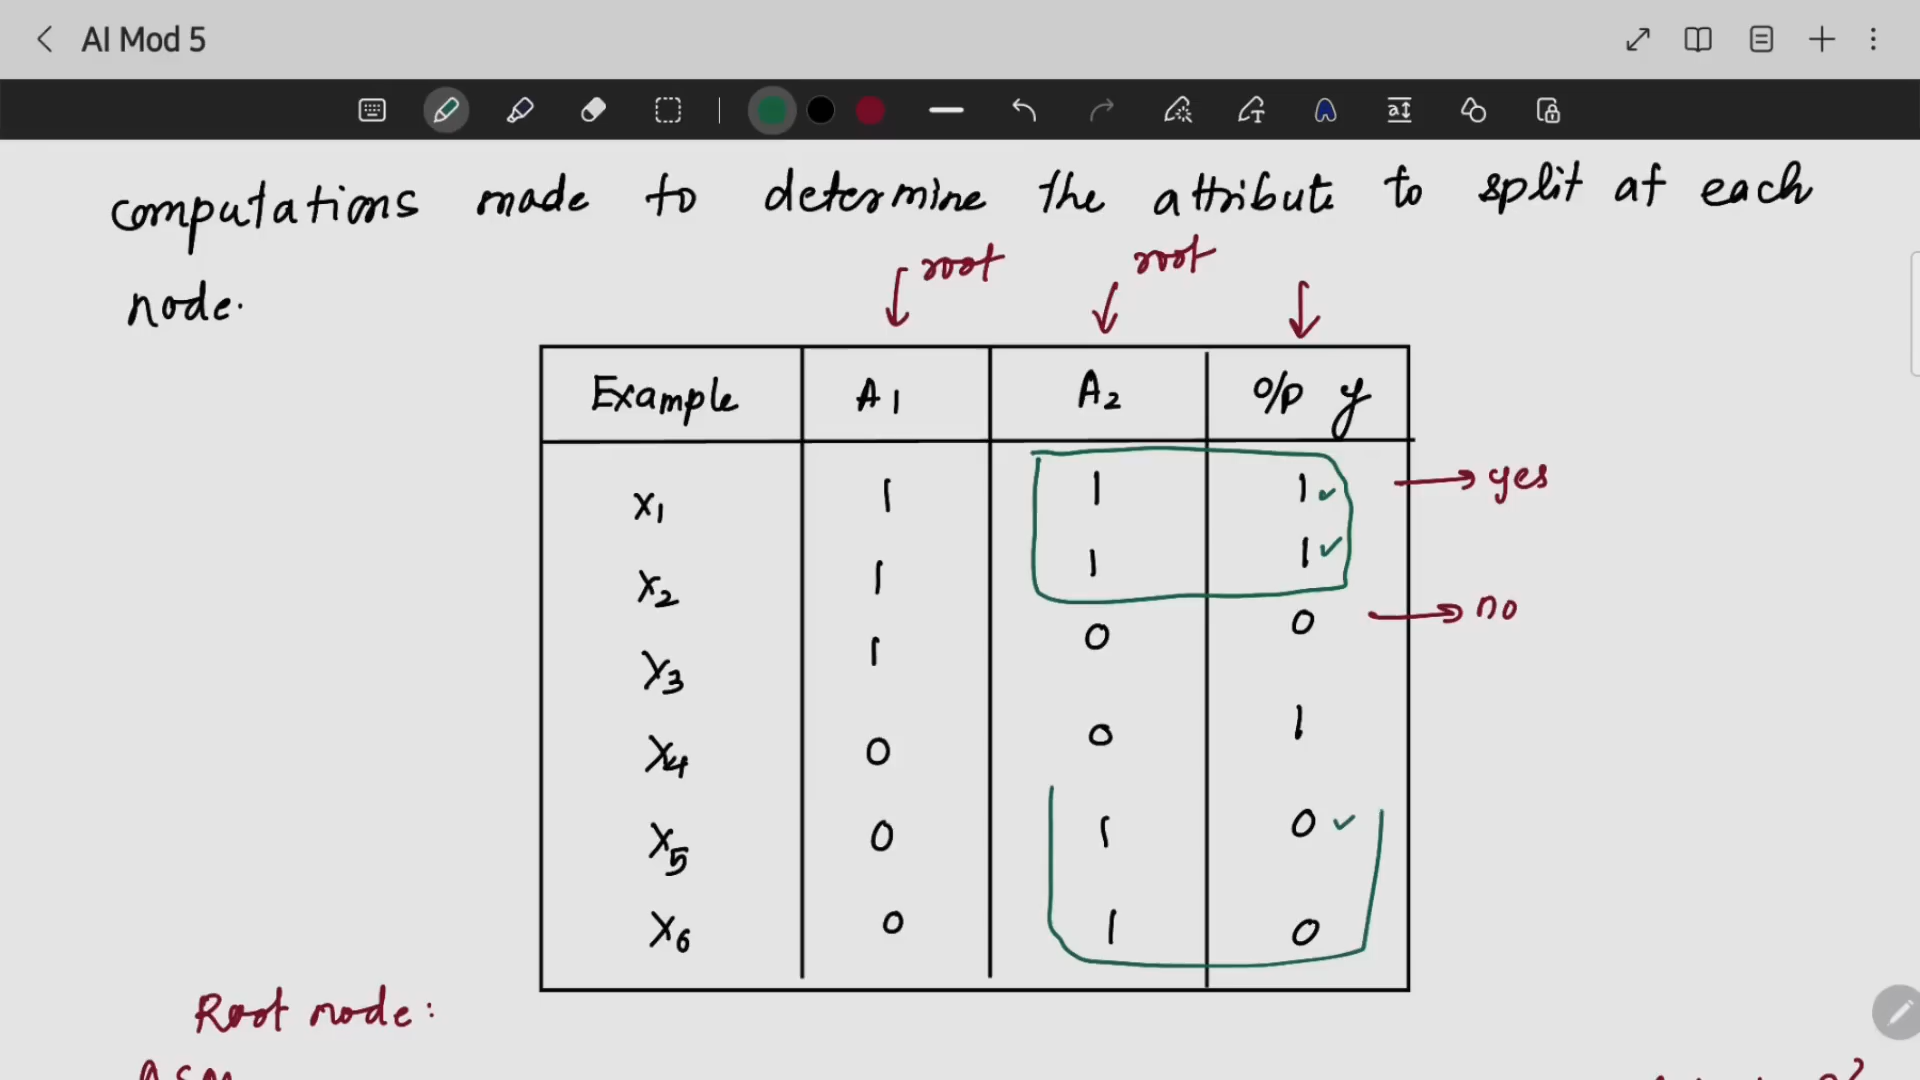 AI Mod 5
computations made to determine the attribute to split at each
node.
root root
Example A1 A2 O/P y
x1 1 1 1 ✓ → yes
x2 1 1 1 ✓
x3 1 0 0 → no
x4 0 0 1
x5 0 1 0 ✓
x6 0 1 0
Root node: